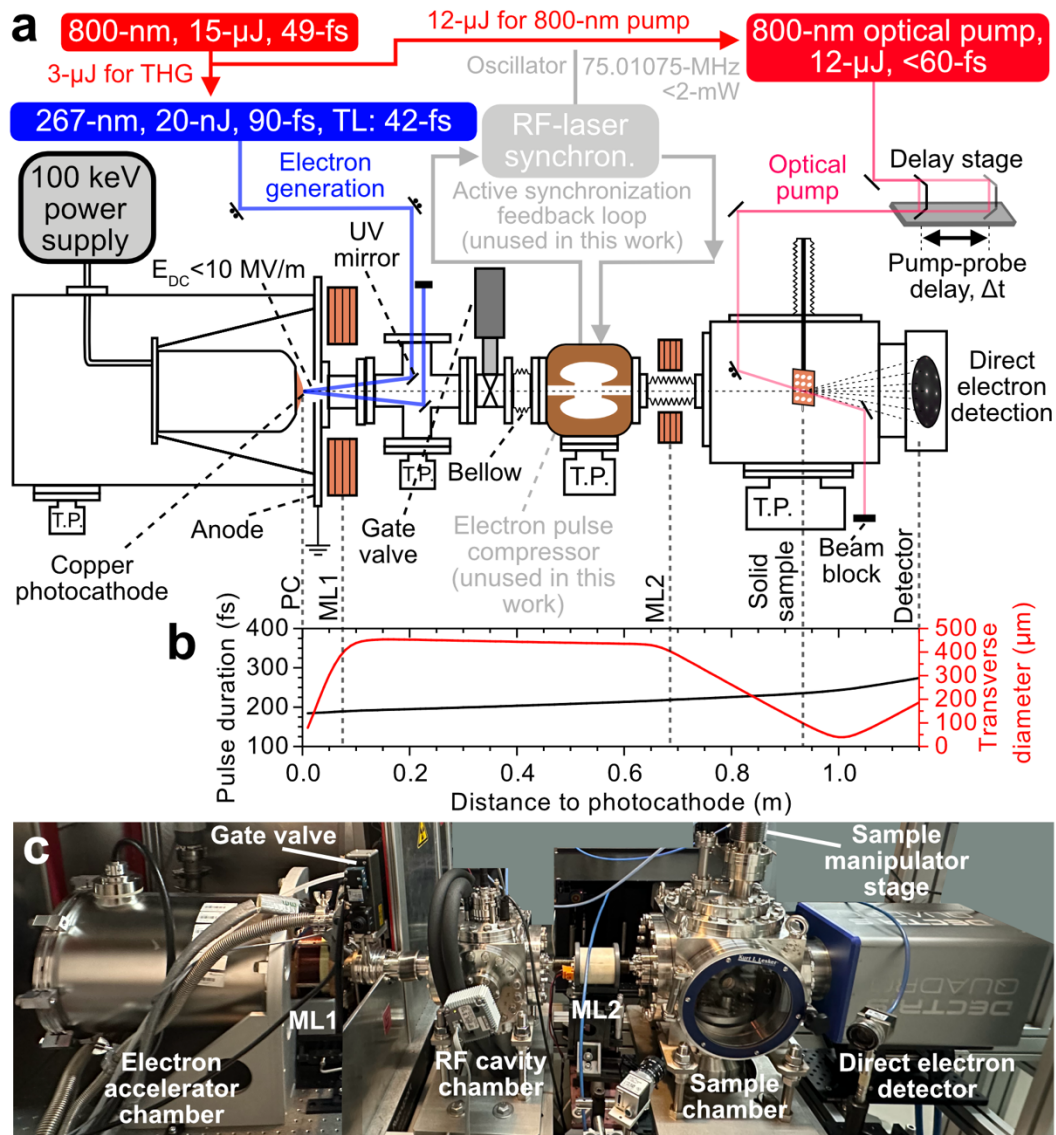 a
800-nm, 15-µJ, 49-fs
12-µJ for 800-nm pump
800-nm optical pump,
12-µJ, <60-fs
3-µJ for THG
Oscillator
75.01075-MHz
<2-mW
267-nm, 20-nJ, 90-fs, TL: 42-fs
RF-laser
synchron.
100 keV
power
supply
Electron
generation
Active synchronization
feedback loop
(unused in this work)
Optical
pump
Delay stage
UV
mirror
E_DC<10 MV/m
Pump-probe
delay, Δt
Direct
electron
detection
T.P.
T.P.
T.P.
T.P.
Bellow
Anode
Gate
valve
Copper
photocathode
Electron pulse
compressor
(unused in this
work)
Beam
block
PC
ML1
ML2
Solid
sample
Detector
b
Pulse duration (fs)
400
300
200
100
500
400
300
200
100
0
Transverse
diameter (µm)
0.0
0.2
0.4
0.6
0.8
1.0
Distance to photocathode (m)
c
Gate valve
Sample
manipulator
stage
Kurt J. Lesker
DECTRIS
QUADRO
ML1
ML2
Electron
accelerator
chamber
RF cavity
chamber
Sample
chamber
Direct electron
detector